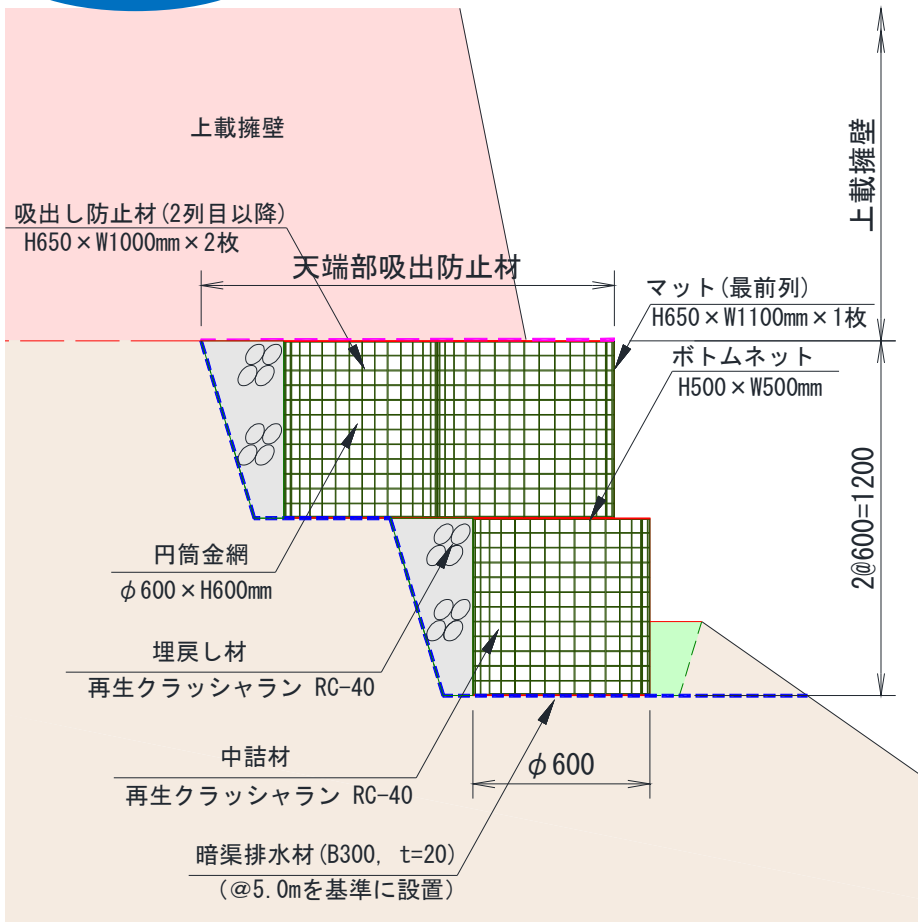 上載擁壁
上載擁壁
吸出し防止材(2列目以降)
H650×W1000mm×2枚
天端部吸出防止材
マット(最前列)
H650×W1100mm×1枚
ボトムネット
H500×W500mm
2@600=1200
円筒金網
φ600×H600mm
埋戻し材
再生クラッシャラン RC-40
中詰材
再生クラッシャラン RC-40
φ600
暗渠排水材(B300, t=20)
(@5.0mを基準に設置)